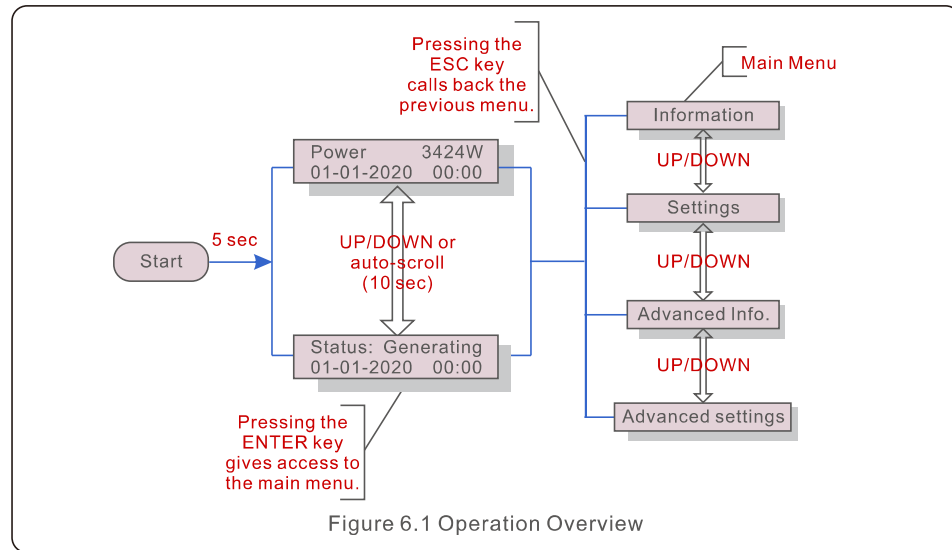 Pressing the
ESC key
calls back the
previous menu.
Main Menu
Information
UP/DOWN
Settings
UP/DOWN
Advanced Info.
UP/DOWN
Advanced settings
Power 3424W
01-01-2020 00:00
5 sec
Start
UP/DOWN or
auto-scroll
(10 sec)
Status: Generating
01-01-2020 00:00
Pressing the
ENTER key
gives access to
the main menu.
Figure 6.1 Operation Overview